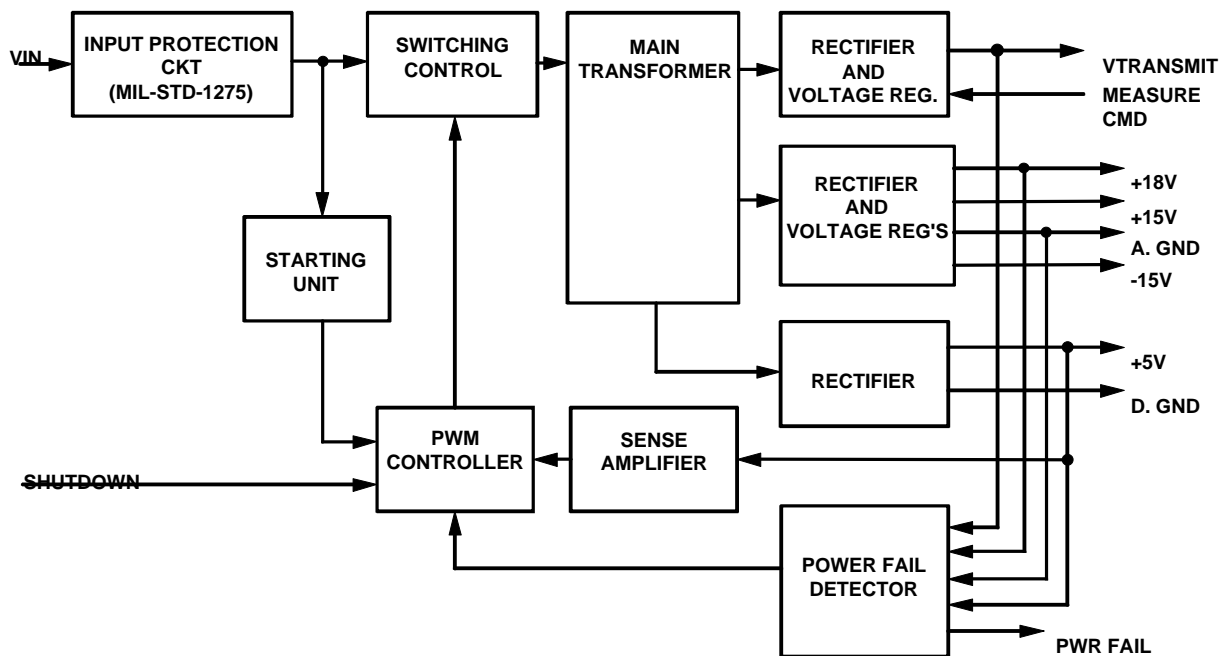 VIN
INPUT PROTECTION
CKT
(MIL-STD-1275)
SWITCHING
CONTROL
MAIN
TRANSFORMER
RECTIFIER
AND
VOLTAGE REG.
VTRANSMIT
MEASURE
CMD
STARTING
UNIT
RECTIFIER
AND
VOLTAGE REG'S
+18V
+15V
A. GND
-15V
RECTIFIER
+5V
D. GND
SHUTDOWN
PWM
CONTROLLER
SENSE
AMPLIFIER
POWER FAIL
DETECTOR
PWR FAIL